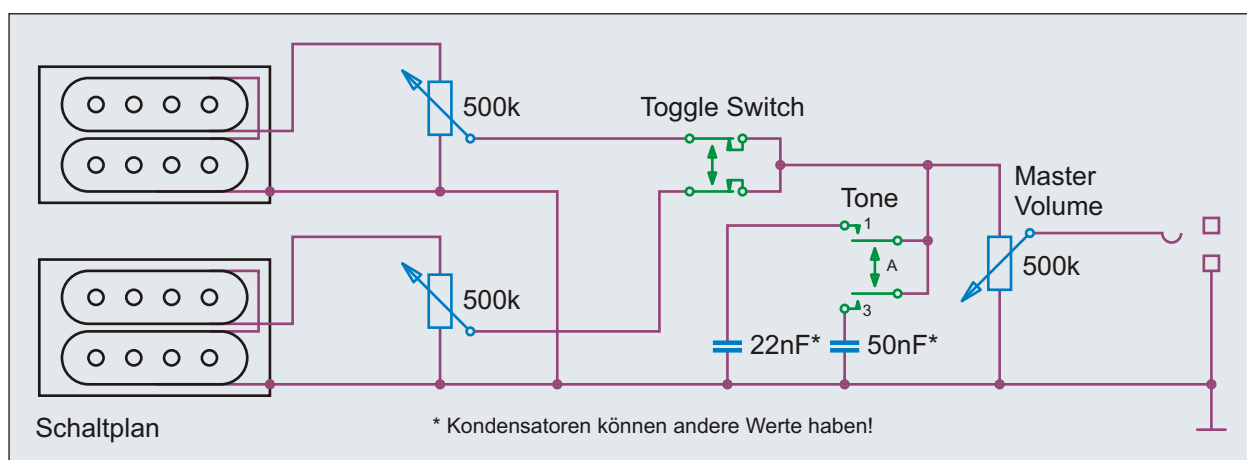 500k
Toggle Switch
Tone
1
A
3
Master
Volume
500k
500k
22nF*
50nF*
Schaltplan
* Kondensatoren können andere Werte haben!